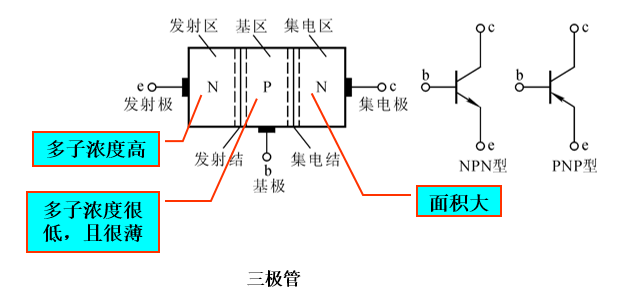 发射区 基区 集电区
c c
e N P N c b b
发射极 集电极
多子浓度高
发射结 b 集电结
e e
基极
NPN型 PNP型
多子浓度很
低，且很薄
面积大
三极管